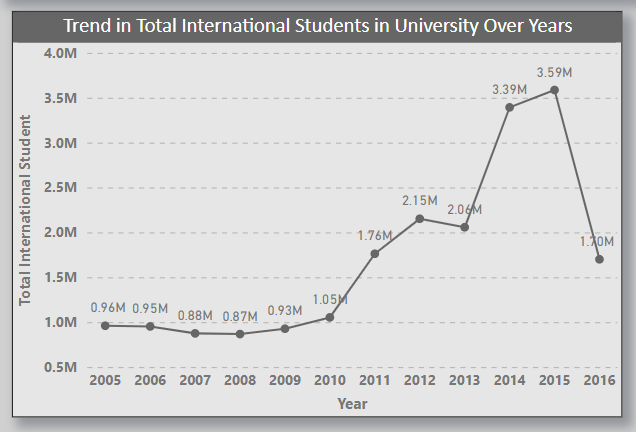 Trend in Total International Students in University Over Years
Total International Student
4.0M
3.5M
3.0M
2.5M
2.0M
1.5M
1.0M
0.5M
0.96M 0.95M 0.88M 0.87M 0.93M 1.05M 1.76M 2.15M 2.06M 3.39M 3.59M 1.70M
2005 2006 2007 2008 2009 2010 2011 2012 2013 2014 2015 2016
Year